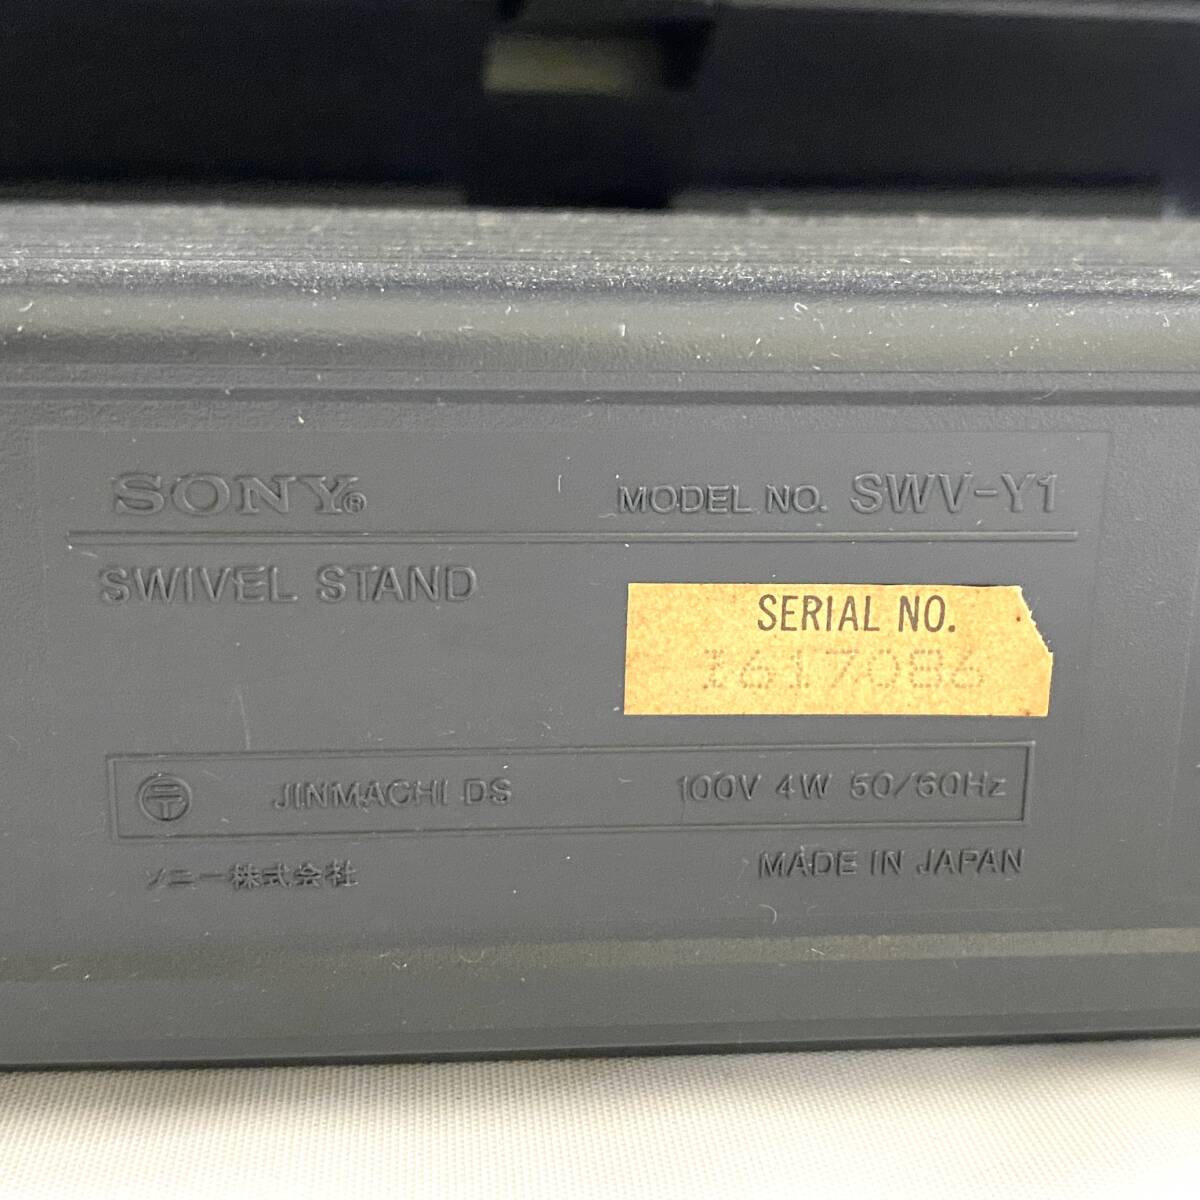 SONY®
MODEL NO. SWV-Y1
SWIVEL STAND
SERIAL NO.
I617086
〒 JINMACHI DS 100V 4W 50/60Hz
ソニー株式会社
MADE IN JAPAN